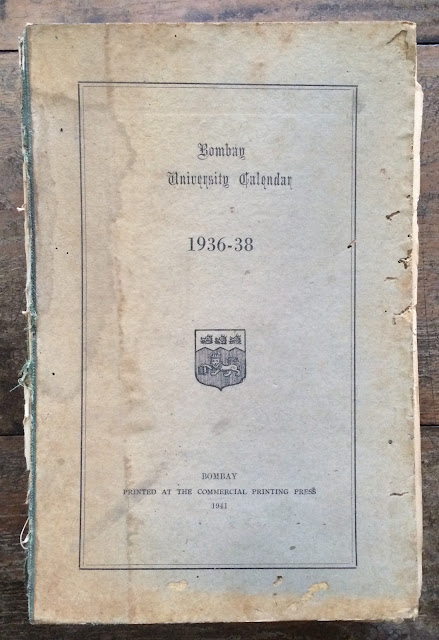 Bombay
University Calendar
1936-38
BOMBAY
PRINTED AT THE COMMERCIAL PRINTING PRESS
1941